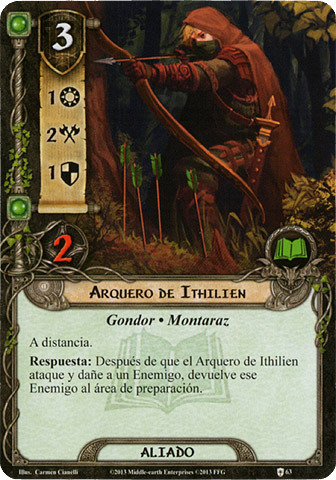 3
1
2
1
2
Arquero de Ithilien
Gondor • Montaraz
A distancia.
Respuesta: Después de que el Arquero de Ithilien
ataque y dañe a un Enemigo, devuelve ese
Enemigo al área de preparación.
ALIADO
Illus. Carmen Cianelli
©2013 Middle-earth Enterprises ©2013 FFG
63